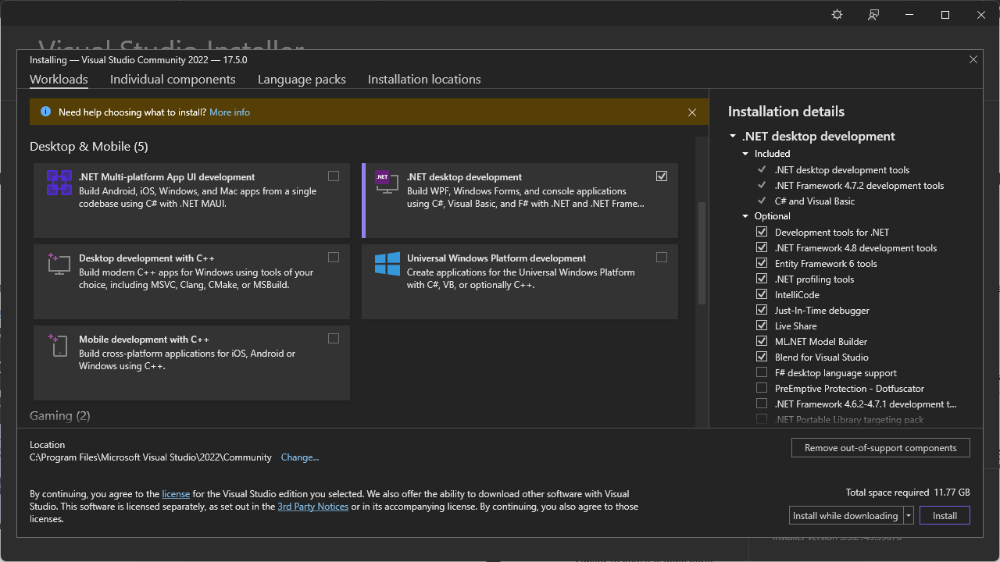 Visual Studio Installer
Installing — Visual Studio Community 2022 — 17.5.0
Workloads
Individual components
Language packs
Installation locations
Need help choosing what to install? More info
Desktop & Mobile (5)
.NET Multi-platform App UI development
Build Android, iOS, Windows, and Mac apps from a single
codebase using C# with .NET MAUI.
.NET
.NET desktop development
Build WPF, Windows Forms, and console applications
using C#, Visual Basic, and F# with .NET and .NET Frame...
Desktop development with C++
Build modern C++ apps for Windows using tools of your
choice, including MSVC, Clang, CMake, or MSBuild.
Universal Windows Platform development
Create applications for the Universal Windows Platform
with C#, VB, or optionally C++.
Mobile development with C++
Build cross-platform applications for iOS, Android or
Windows using C++.
Gaming (2)
Installation details
.NET desktop development
Included
.NET desktop development tools
.NET Framework 4.7.2 development tools
C# and Visual Basic
Optional
Development tools for .NET
.NET Framework 4.8 development tools
Entity Framework 6 tools
.NET profiling tools
IntelliCode
Just-In-Time debugger
Live Share
ML.NET Model Builder
Blend for Visual Studio
F# desktop language support
PreEmptive Protection - Dotfuscator
.NET Framework 4.6.2-4.7.1 development t...
.NET Portable Library targeting pack
Location
C:\Program Files\Microsoft Visual Studio\2022\Community Change...
Remove out-of-support components
By continuing, you agree to the license for the Visual Studio edition you selected. We also offer the ability to download other software with Visual
Studio. This software is licensed separately, as set out in the 3rd Party Notices or in its accompanying license. By continuing, you also agree to those
licenses.
Total space required 11.77 GB
Install while downloading
Install